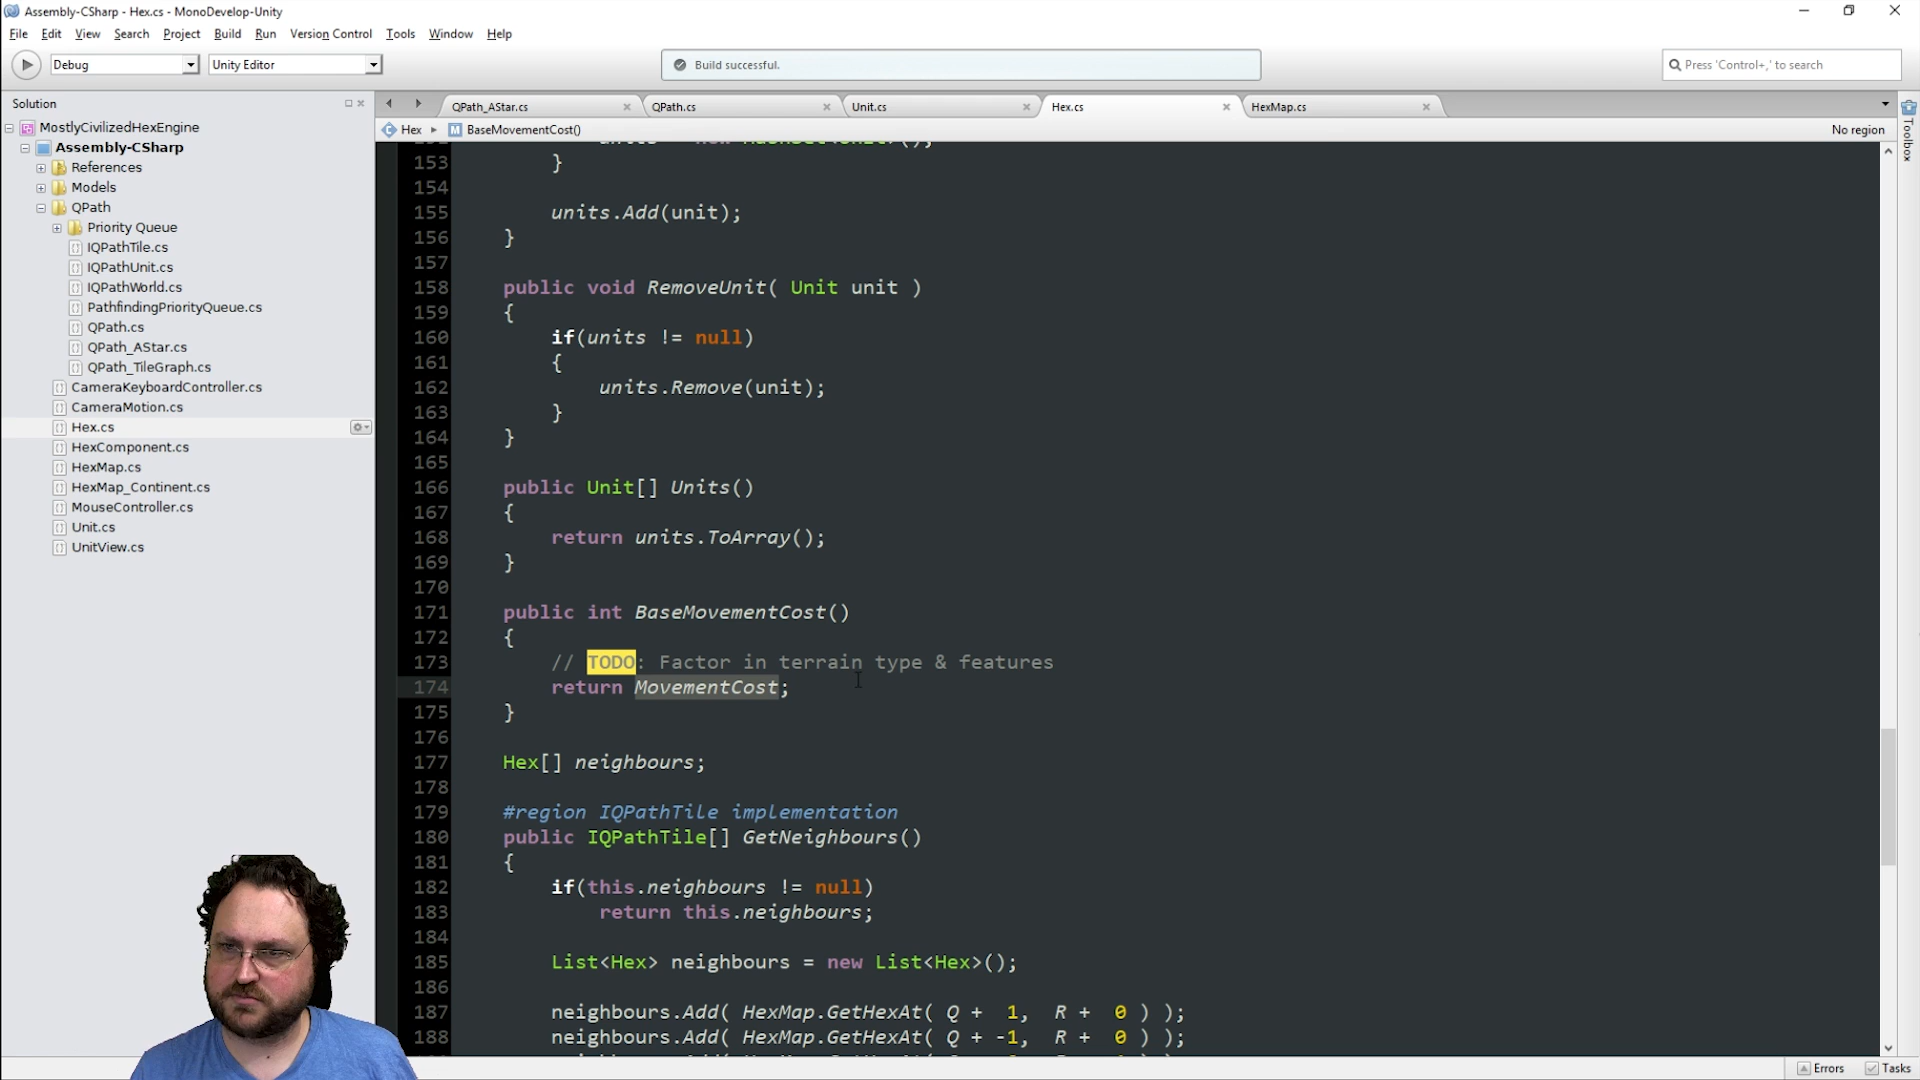 Assembly-CSharp - Hex.cs - MonoDevelop-Unity
File Edit View Search Project Build Run Version Control Tools Window Help
Debug Unity Editor Build successful. Press 'Control+,' to search
Solution
MostlyCivilizedHexEngine
Assembly-CSharp
References
Models
QPath
Priority Queue
IQPathTile.cs
IQPathUnit.cs
IQPathWorld.cs
PathfindingPriorityQueue.cs
QPath.cs
QPath_AStar.cs
QPath_TileGraph.cs
CameraKeyboardController.cs
CameraMotion.cs
Hex.cs
HexComponent.cs
HexMap.cs
HexMap_Continent.cs
MouseController.cs
Unit.cs
UnitView.cs
QPath_AStar.cs QPath.cs Unit.cs Hex.cs HexMap.cs
Hex BaseMovementCost() No region
Toolbox
153 }
154
155 units.Add(unit);
156 }
157
158 public void RemoveUnit( Unit unit )
159 {
160 if(units != null)
161 {
162 units.Remove(unit);
163 }
164 }
165
166 public Unit[] Units()
167 {
168 return units.ToArray();
169 }
170
171 public int BaseMovementCost()
172 {
173 // TODO: Factor in terrain type & features
174 return MovementCost;
175 }
176
177 Hex[] neighbours;
178
179 #region IQPathTile implementation
180 public IQPathTile[] GetNeighbours()
181 {
182 if(this.neighbours != null)
183 return this.neighbours;
184
185 List<Hex> neighbours = new List<Hex>();
186
187 neighbours.Add( HexMap.GetHexAt( Q + 1, R + 0 ) );
188 neighbours.Add( HexMap.GetHexAt( Q + -1, R + 0 ) );
Errors Tasks